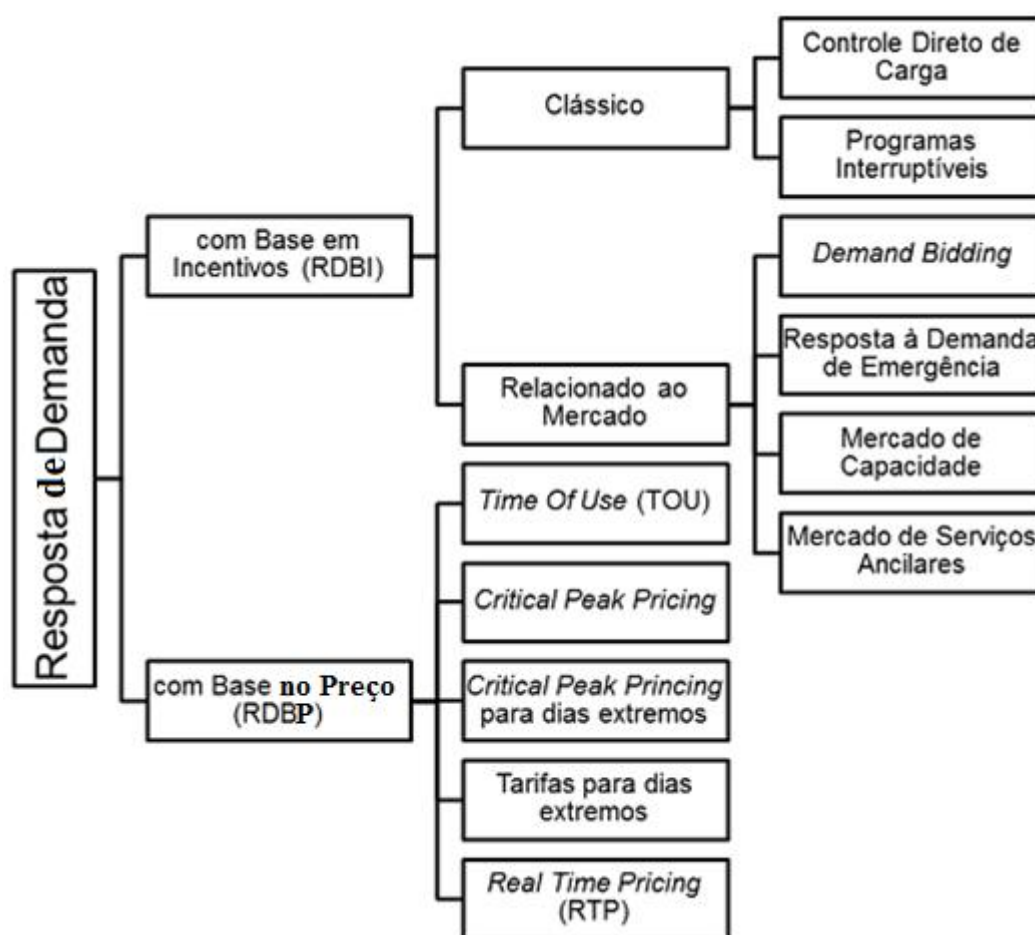 Resposta de Demanda
com Base em
Incentivos (RDBI)
Clássico
Controle Direto de
Carga
Programas
Interruptíveis
Relacionado ao
Mercado
Demand Bidding
Resposta à Demanda
de Emergência
Mercado de
Capacidade
Mercado de Serviços
Ancilares
com Base no Preço
(RDBP)
Time Of Use (TOU)
Critical Peak Pricing
Critical Peak Princing
para dias extremos
Tarifas para dias
extremos
Real Time Pricing
(RTP)